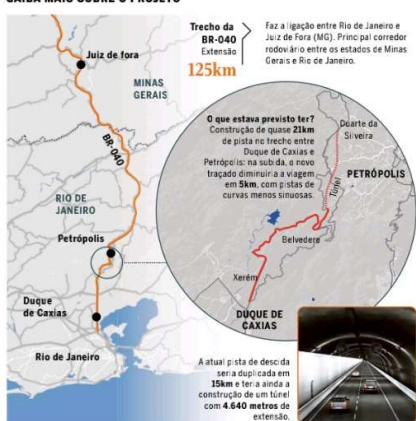 SAIBA MAIS SOBRE O PROJETO
Trecho da
BR-040
Extensão
125km
Faz a ligação entre Rio de Janeiro e
Juiz de Fora (MG). Principal corredor
rodoviário entre os estados de Minas
Gerais e Rio de Janeiro.
Juiz de fora
MINAS
GERAIS
BR-040
RIO DE
JANEIRO
Petrópolis
Duque
de Caxias
Rio de Janeiro
O que estava previsto ter?
Construção de quase 21km
de pista no trecho entre
Duque de Caxias e
Petrópolis: na subida, o novo
traçado diminuiria a viagem
em 5km, com pistas de
curvas menos sinuosas.
Duarte da
Silveira
PETRÓPOLIS
Túnel
Belvedere
Xerém
DUQUE DE
CAXIAS
A atual pista de descida
seria duplicada em
15km e teria ainda a
construção de um túnel
com 4.640 metros de
extensão.